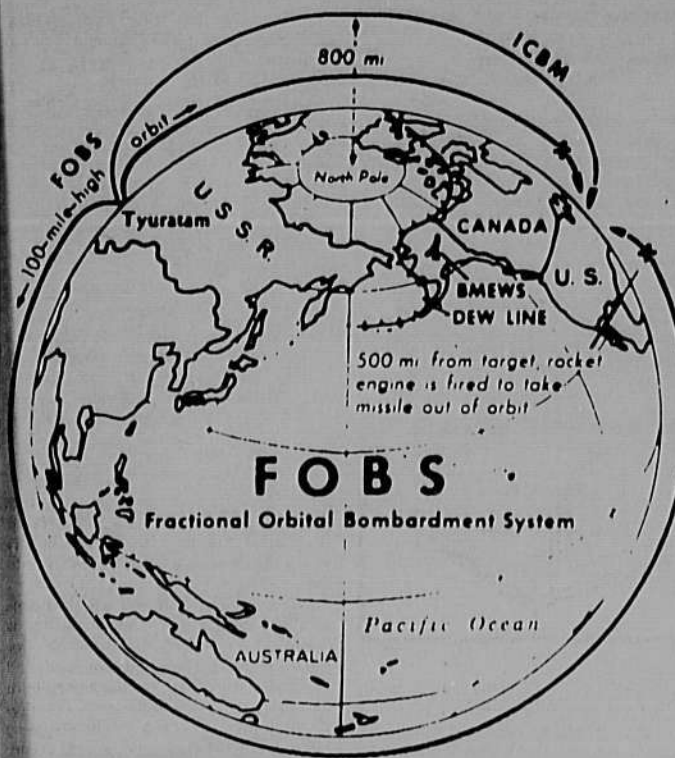 800 mi
ICBM
FOBS
100-mile-high
orbit
North Pole
Tyuratam
U.S.S.R.
CANADA
U. S.
BMEWS
DEW LINE
500 mi from target, rocket
engine is fired to take
missile out of orbit
FOBS
Fractional Orbital Bombardment System
Pacific Ocean
AUSTRALIA